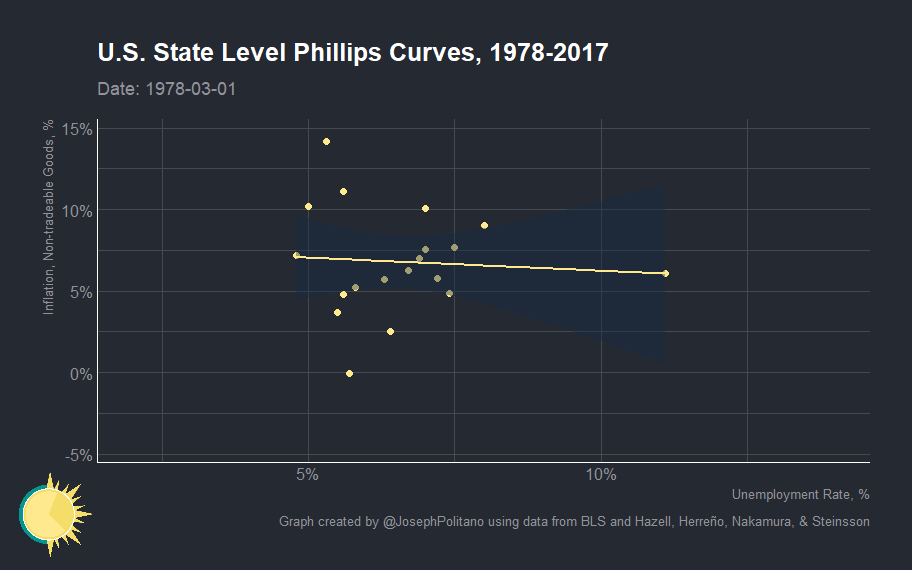 U.S. State Level Phillips Curves, 1978-2017
Date: 1978-03-01
Inflation, Non-tradeable Goods, %
15%
10%
5%
0%
-5%
5%
10%
Unemployment Rate, %
Graph created by @JosephPolitano using data from BLS and Hazell, Herreño, Nakamura, & Steinsson